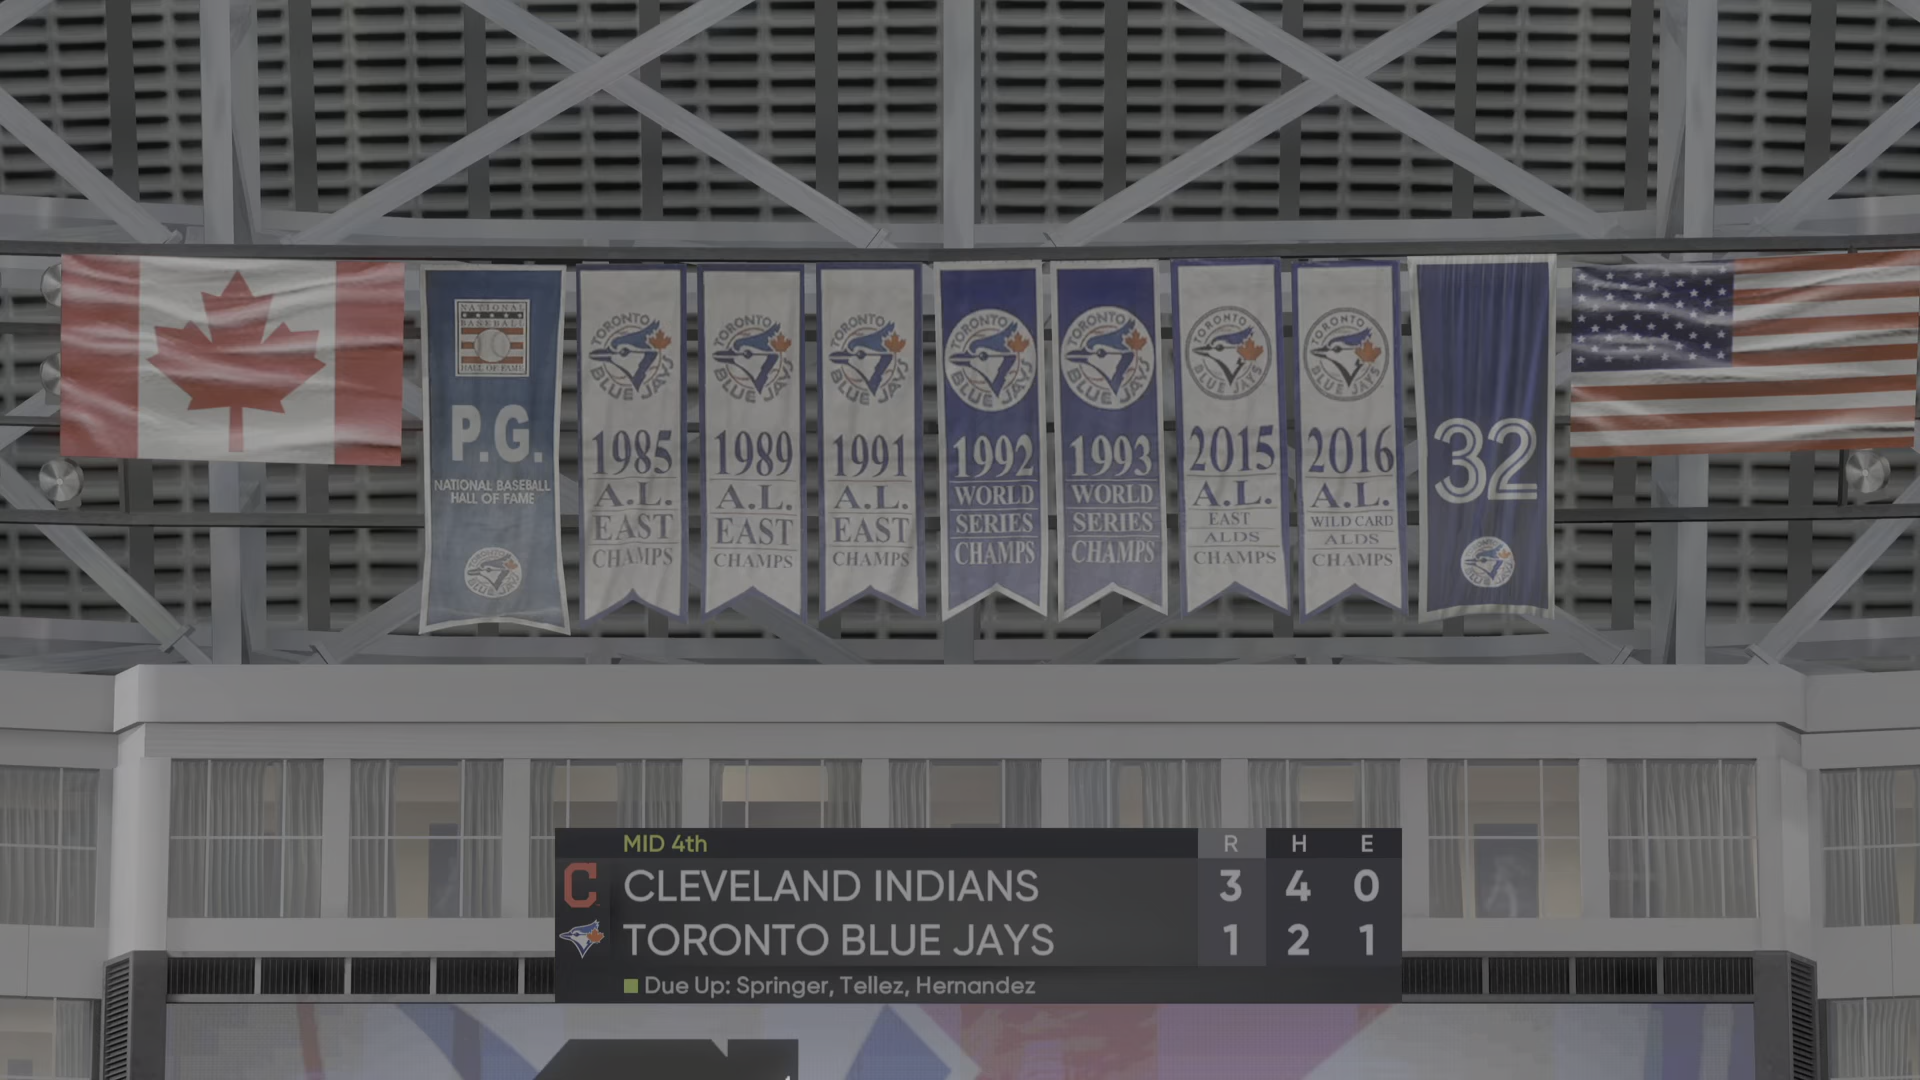 NATIONAL
BASEBALL
HALL OF FAME
P.G.
NATIONAL BASEBALL
HALL OF FAME
TORONTO
BLUE JAYS
TORONTO
BLUE JAYS
1985
A.L.
EAST
CHAMPS
TORONTO
BLUE JAYS
1989
A.L.
EAST
CHAMPS
TORONTO
BLUE JAYS
1991
A.L.
EAST
CHAMPS
TORONTO
BLUE JAYS
1992
WORLD
SERIES
CHAMPS
TORONTO
BLUE JAYS
1993
WORLD
SERIES
CHAMPS
TORONTO
BLUE JAYS
2015
A.L.
EAST
ALDS
CHAMPS
TORONTO
BLUE JAYS
2016
A.L.
WILD CARD
ALDS
CHAMPS
32
MID 4th R H E
C CLEVELAND INDIANS 3 4 0
TORONTO BLUE JAYS 1 2 1
Due Up: Springer, Tellez, Hernandez